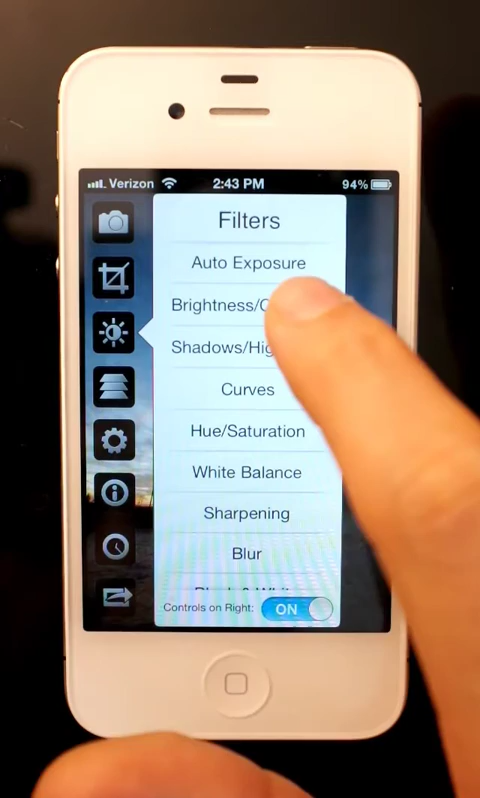 Verizon 2:43 PM 94%
Filters
Auto Exposure
Brightness/
Shadows/
Curves
Hue/Saturation
White Balance
Sharpening
Blur
Controls on Right: ON